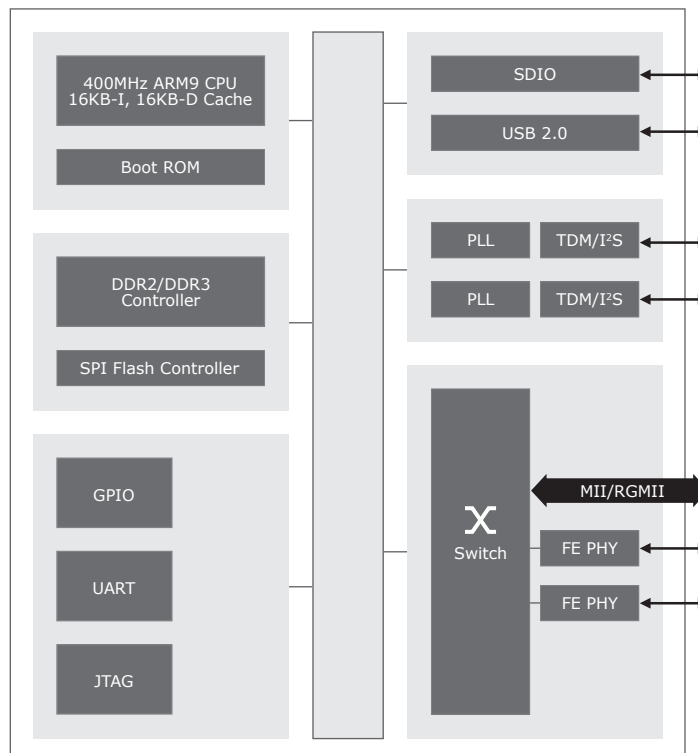 400MHz ARM9 CPU
16KB-I, 16KB-D Cache
Boot ROM
DDR2/DDR3
Controller
SPI Flash Controller
GPIO
UART
JTAG
SDIO
USB 2.0
PLL
TDM/I²S
PLL
TDM/I²S
MII/RGMII
Switch
FE PHY
FE PHY